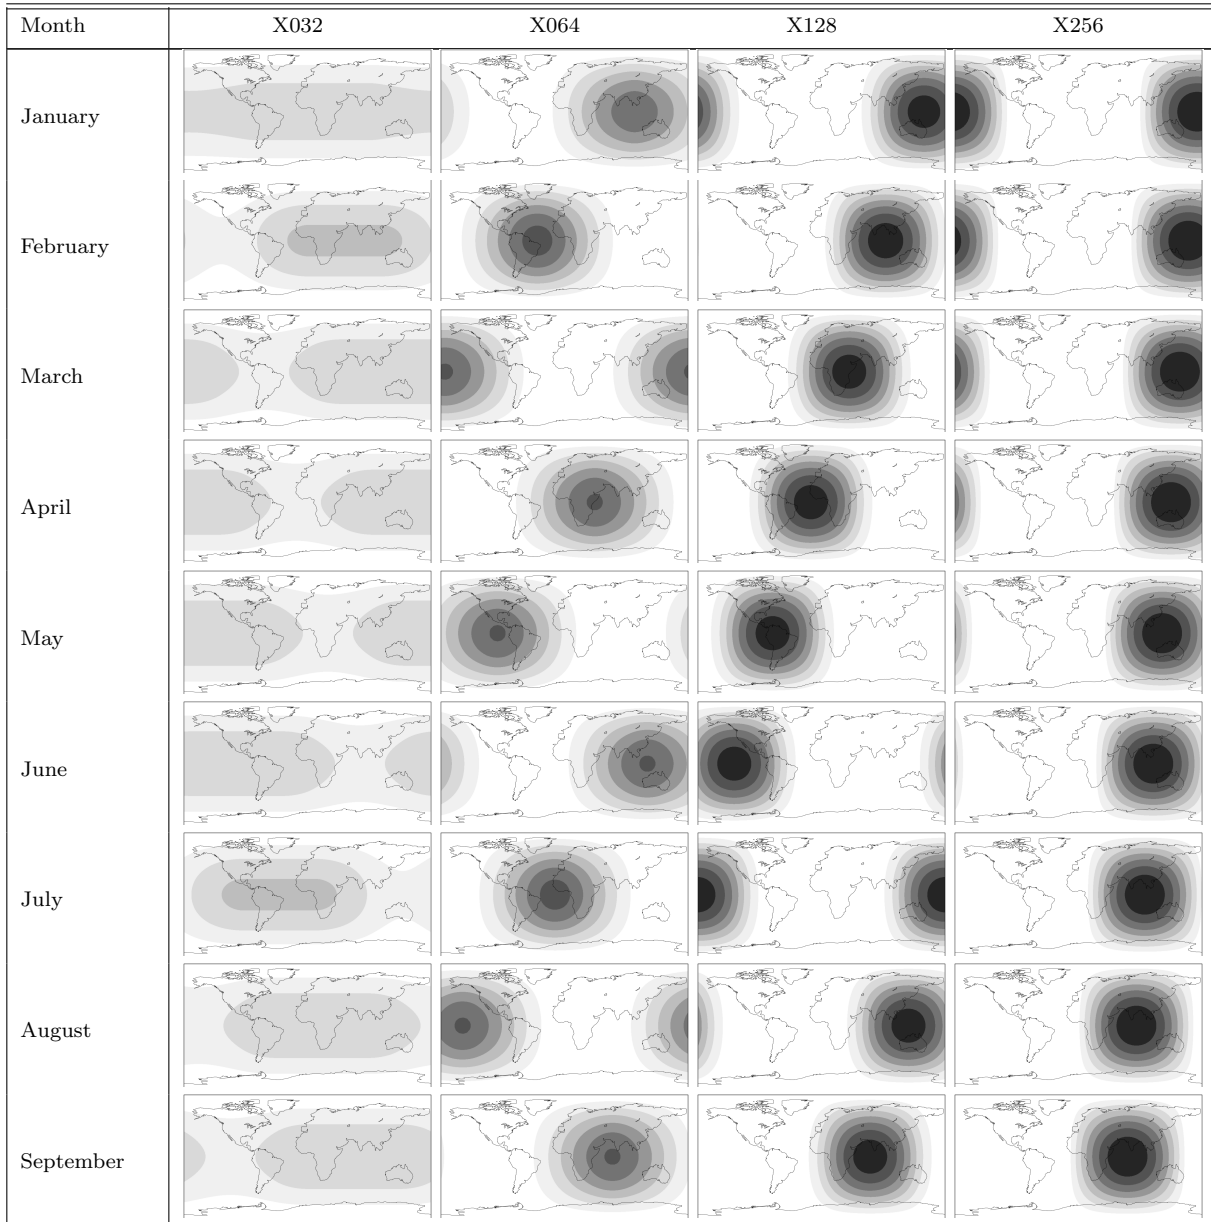 Month X032 X064 X128 X256
January
February
March
April
May
June
July
August
September